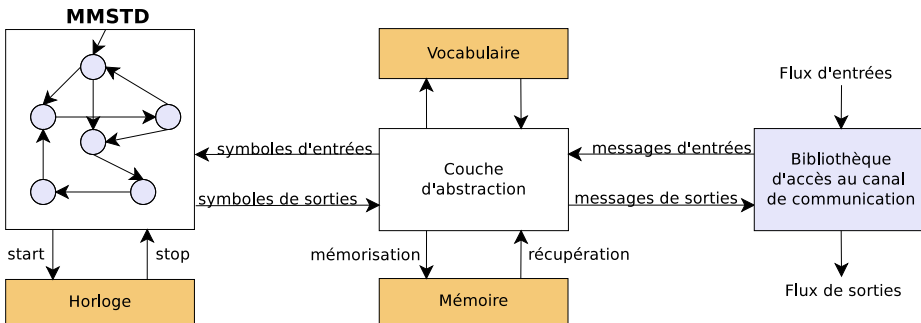 MMSTD
Vocabulaire
Flux d'entrées
symboles d'entrées
messages d'entrées
Couche
d'abstraction
Bibliothèque
d'accès au canal
de communication
symboles de sorties
messages de sorties
start
stop
mémorisation
récupération
Horloge
Mémoire
Flux de sorties